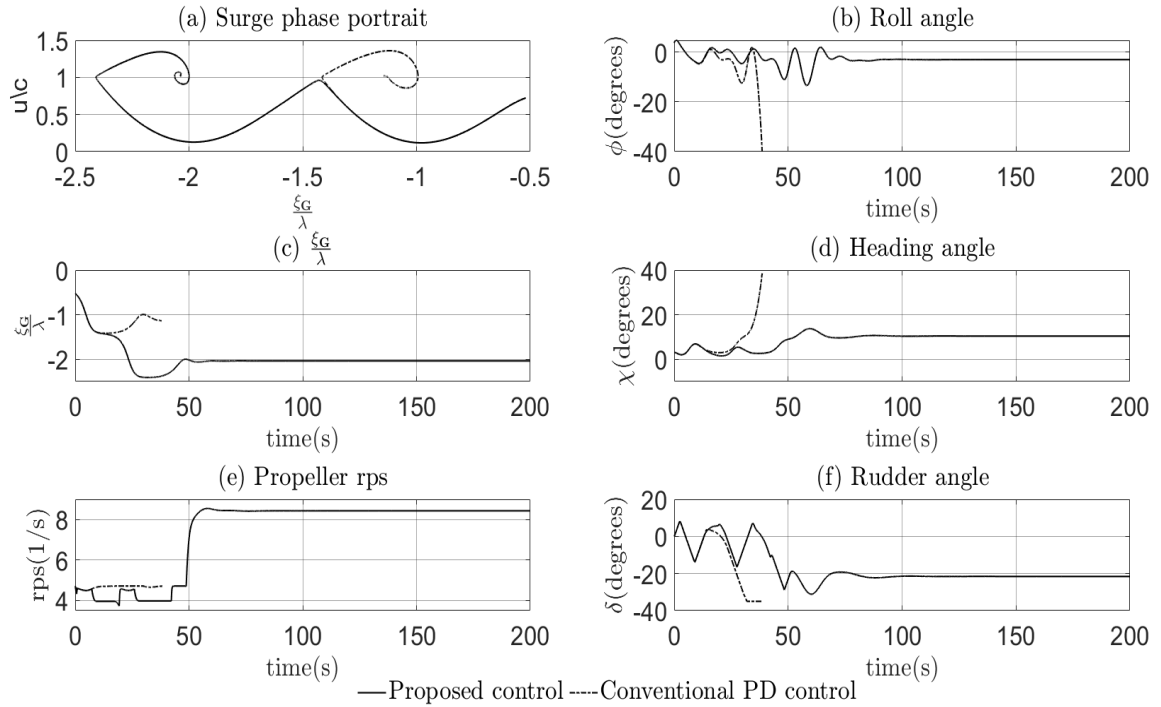 (a) Surge phase portrait
u\c
1.5
1
0.5
0
-2.5
-2
-1.5
-1
-0.5
ξG/λ
(b) Roll angle
ϕ(degrees)
0
-20
-40
0
50
100
150
200
time(s)
(c) ξG/λ
ξG/λ
0
-1
-2
0
50
100
150
200
time(s)
(d) Heading angle
χ(degrees)
40
20
0
0
50
100
150
200
time(s)
(e) Propeller rps
rps(1/s)
8
6
4
0
50
100
150
200
time(s)
(f) Rudder angle
δ(degrees)
20
0
-20
-40
0
50
100
150
200
time(s)
Proposed control
Conventional PD control